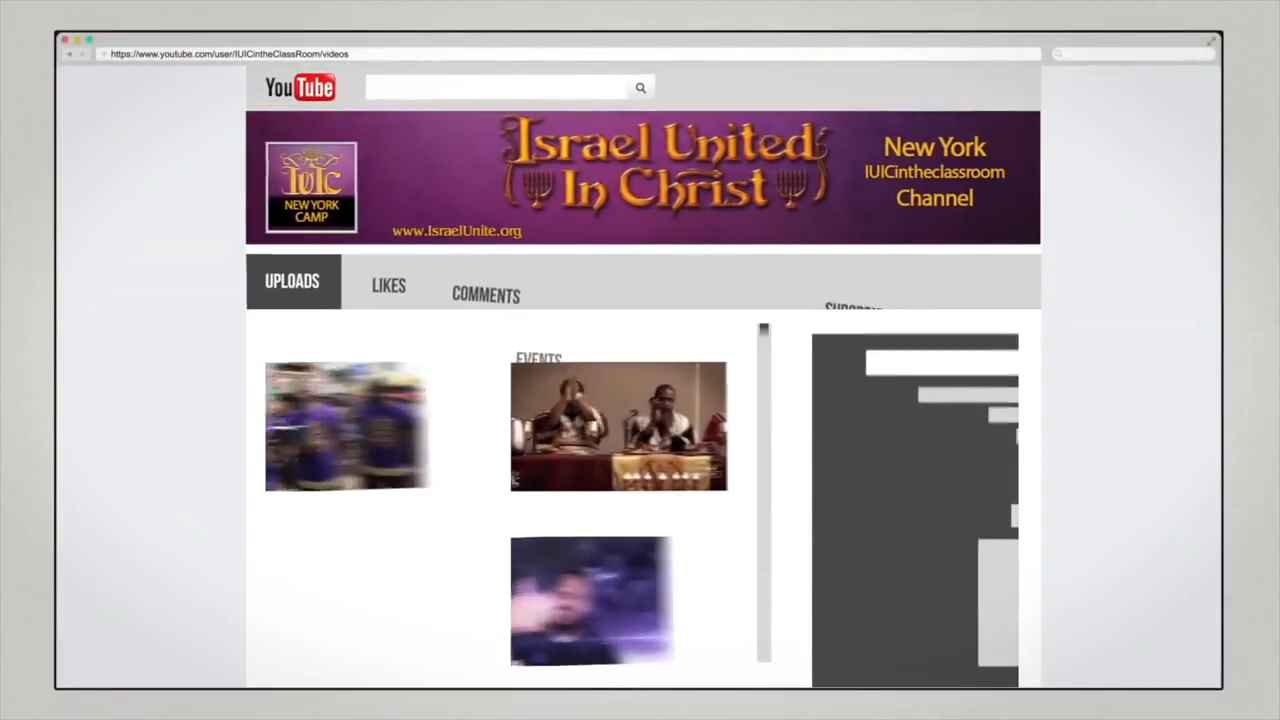 https://www.youtube.com/user/IUICintheClassRoom/videos
YouTube
Israel United
In Christ
New York
IUICintheclassroom
Channel
IUIC
NEW YORK
CAMP
www.IsraelUnite.org
UPLOADS
LIKES
COMMENTS
EVENTS